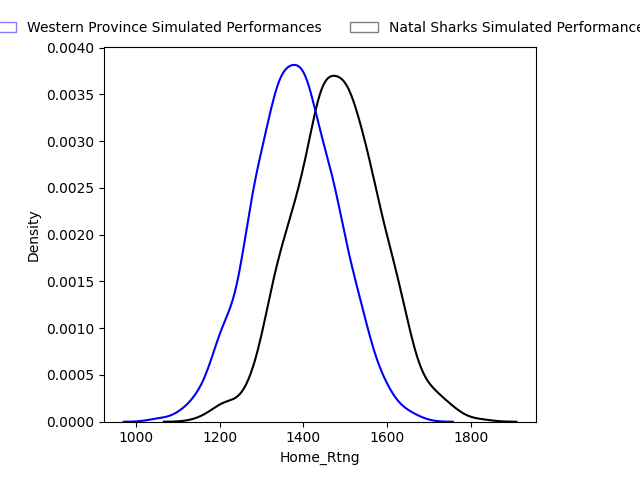 Western Province Simulated Performances Natal Sharks Simulated Performance
0.0040
0.0035
0.0030
0.0025
0.0020
0.0015
0.0010
0.0005
0.0000
Density
1000 1200 1400 1600 1800
Home_Rtng